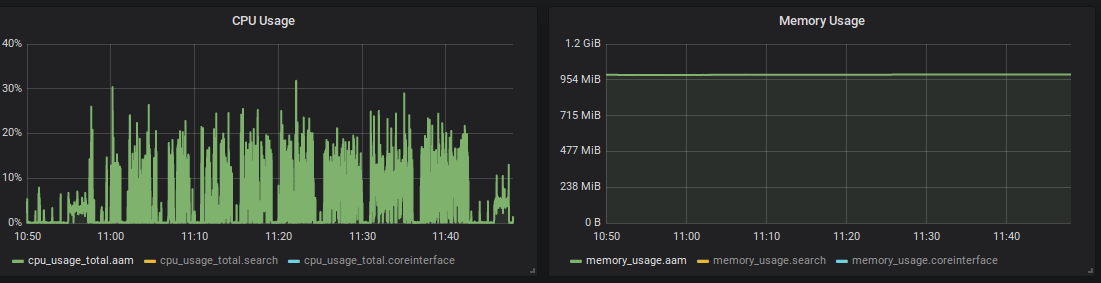 CPU Usage
40%
30%
20%
10%
0%
10:50 11:00 11:10 11:20 11:30 11:40
cpu_usage_total.aam cpu_usage_total.search cpu_usage_total.coreinterface
Memory Usage
1.2 GiB
954 MiB
715 MiB
477 MiB
238 MiB
0 B
10:50 11:00 11:10 11:20 11:30 11:40
memory_usage.aam memory_usage.search memory_usage.coreinterface